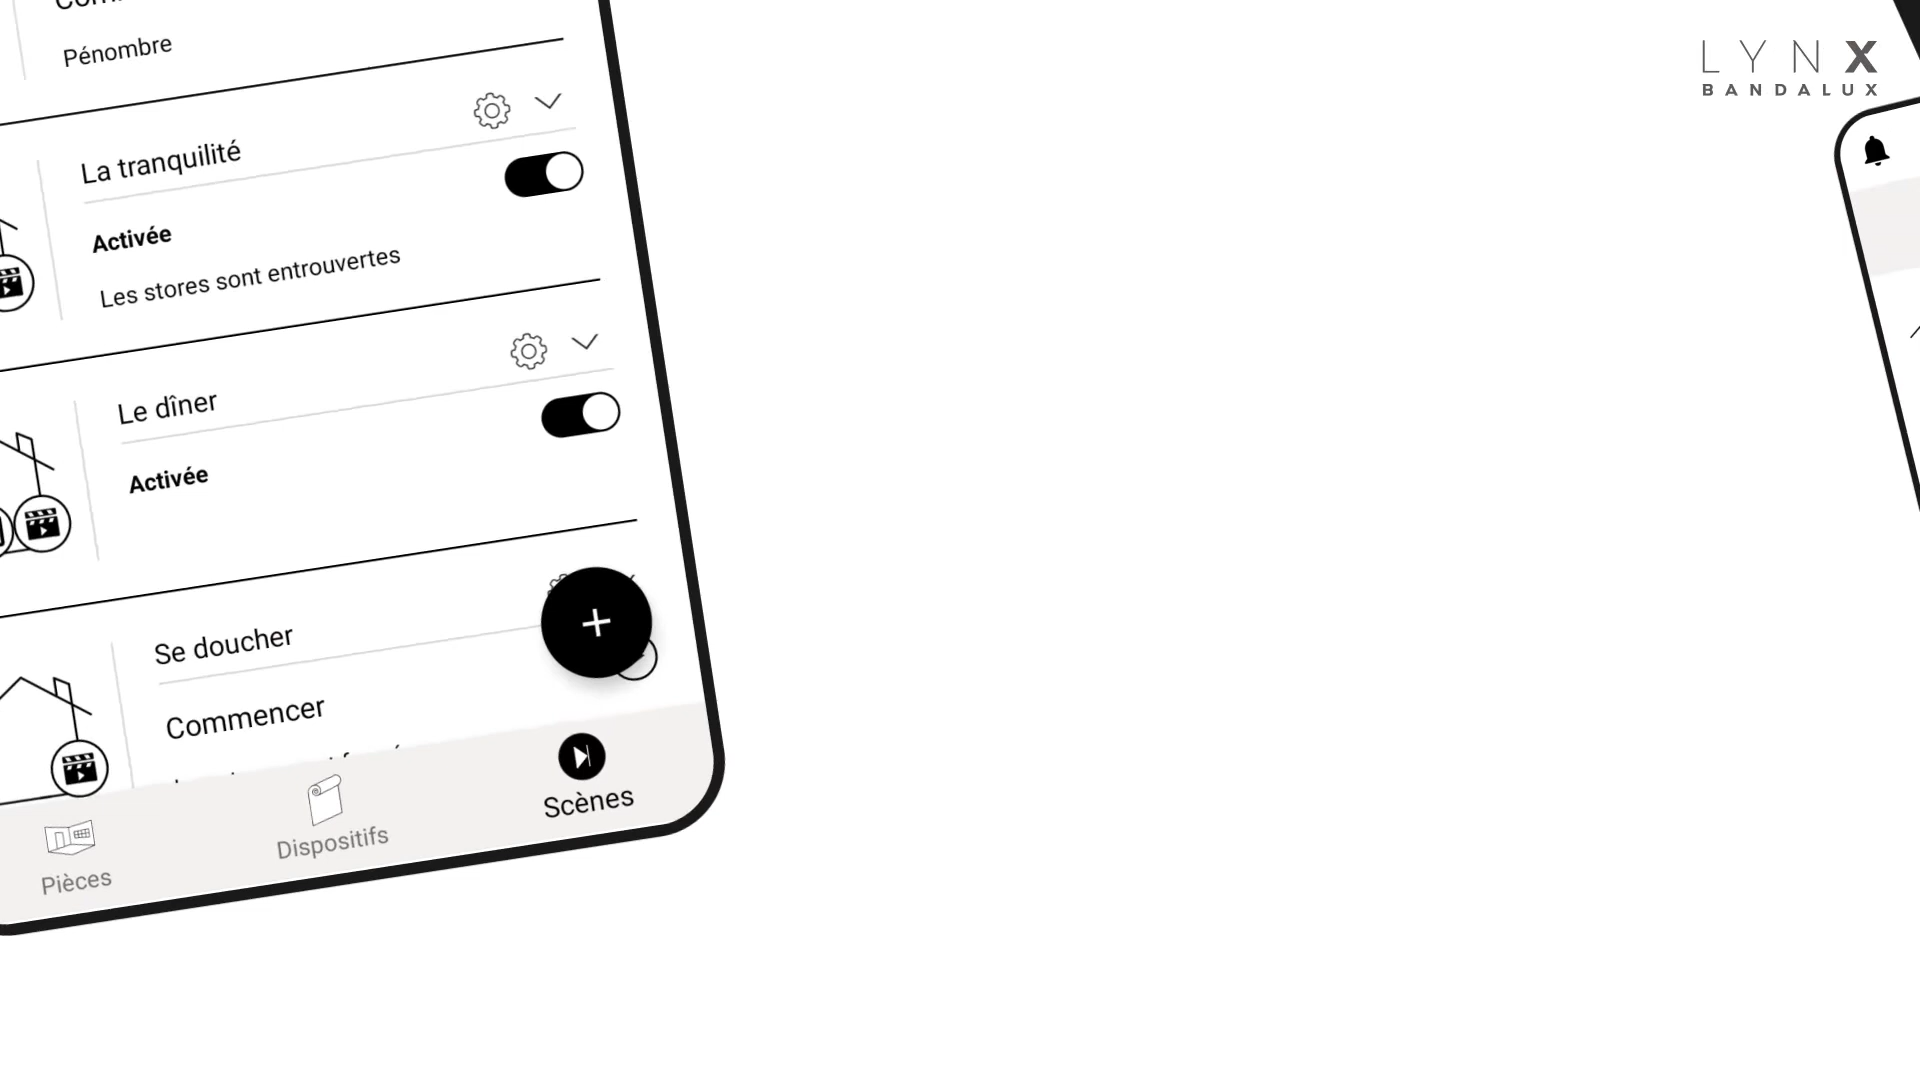 Pénombre
La tranquilité
Activée
Les stores sont entrouvertes
Le dîner
Activée
Se doucher
Commencer
Pièces
Dispositifs
Scènes
LYNX
BANDALUX